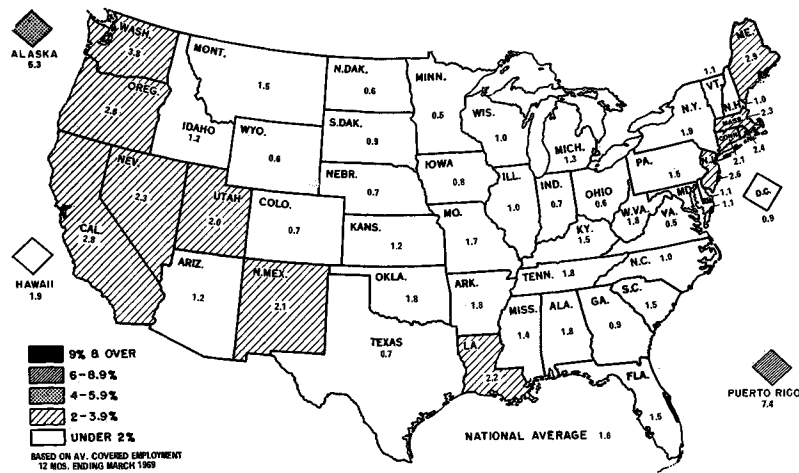 ALASKA
5.3
WASH.
3.8
OREG.
2.6
CAL.
2.8
NEV.
2.3
IDAHO
1.2
MONT.
1.5
WYO.
0.6
UTAH
2.0
COLO.
0.7
ARIZ.
1.2
N.MEX.
2.1
N.DAK.
0.6
S.DAK.
0.9
NEBR.
0.7
KANS.
1.2
OKLA.
1.8
TEXAS
0.7
MINN.
0.5
IOWA
0.8
MO.
1.7
ARK.
1.8
LA.
2.2
WIS.
1.0
ILL.
1.0
MICH.
1.3
IND.
0.7
OHIO
0.6
KY.
1.5
TENN. 1.8
MISS.
1.4
ALA.
1.8
GA.
0.9
FLA.
1.5
S.C.
1.5
N.C. 1.0
VA.
0.5
W.VA.
1.8
PA.
1.6
N.Y.
1.9
1.1
VT.
N.H.
1.0
ME.
2.9
MASS.
2.3
CONN.
2.1
2.4
N.J.
2.6
MD.
1.1
1.1
D.C.
0.9
HAWAII
1.9
PUERTO RICO
7.4
9% & OVER
6-8.9%
4-5.9%
2-3.9%
UNDER 2%
BASED ON AV. COVERED EMPLOYMENT
12 MOS. ENDING MARCH 1969
NATIONAL AVERAGE 1.6